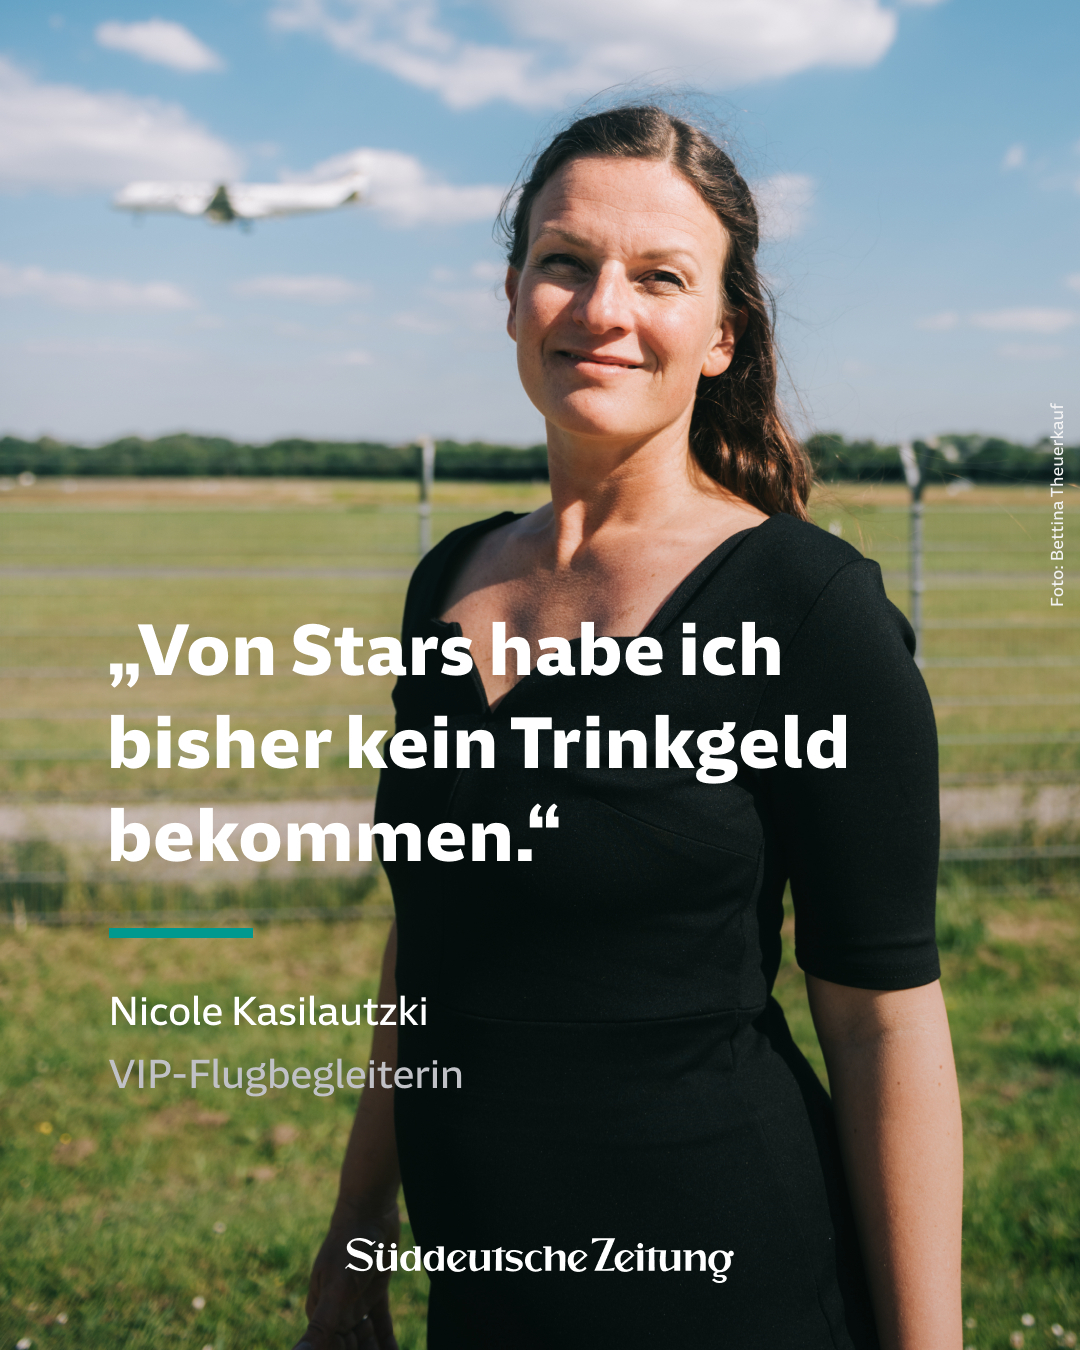 „Von Stars habe ich
bisher kein Trinkgeld
bekommen.“
Nicole Kasilautzki
VIP-Flugbegleiterin
Süddeutsche Zeitung
Foto: Bettina Theuerkauf